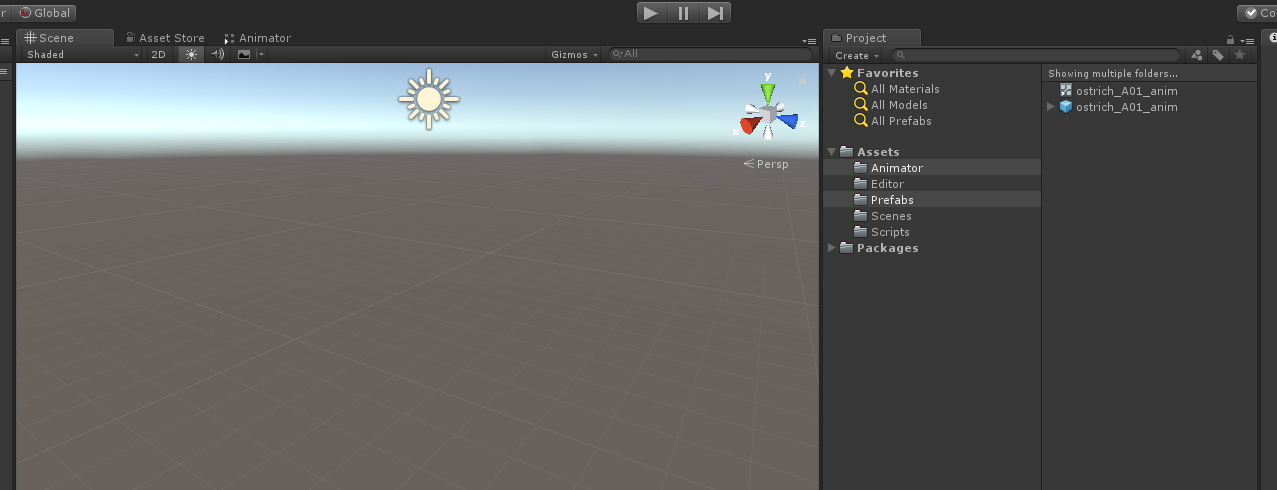 r Global
Co
Scene Asset Store Animator
Shaded 2D Gizmos All
y
x z
Persp
Project
Create
Favorites
All Materials
All Models
All Prefabs
Assets
Animator
Editor
Prefabs
Scenes
Scripts
Packages
Showing multiple folders...
ostrich_A01_anim
ostrich_A01_anim